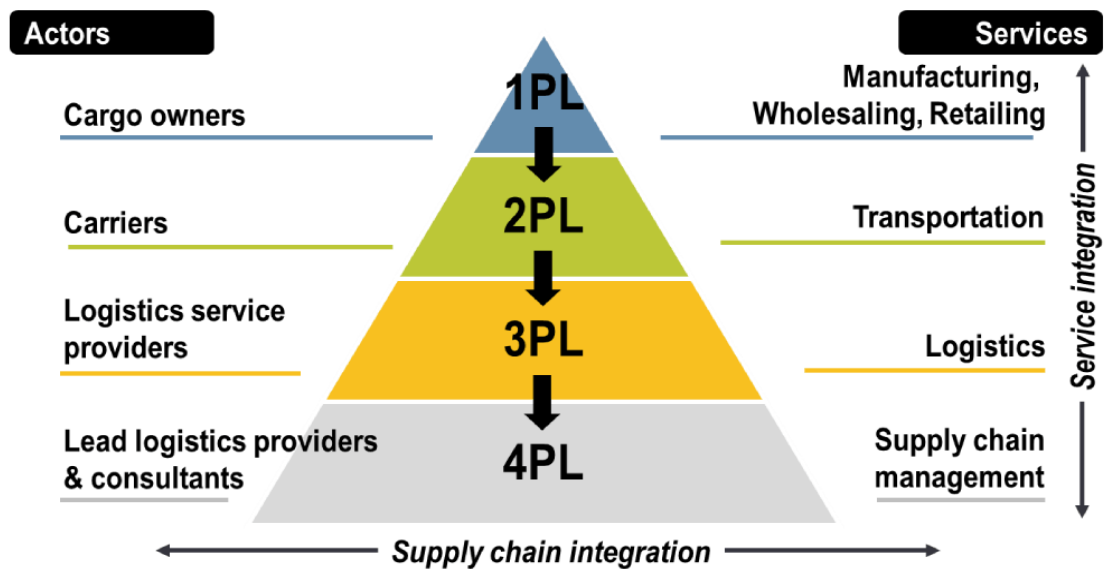 Actors
Services
1PL
Cargo owners
Manufacturing,
Wholesaling, Retailing
2PL
Carriers
Transportation
3PL
Logistics service
providers
Logistics
4PL
Lead logistics providers
& consultants
Supply chain
management
Service integration
Supply chain integration